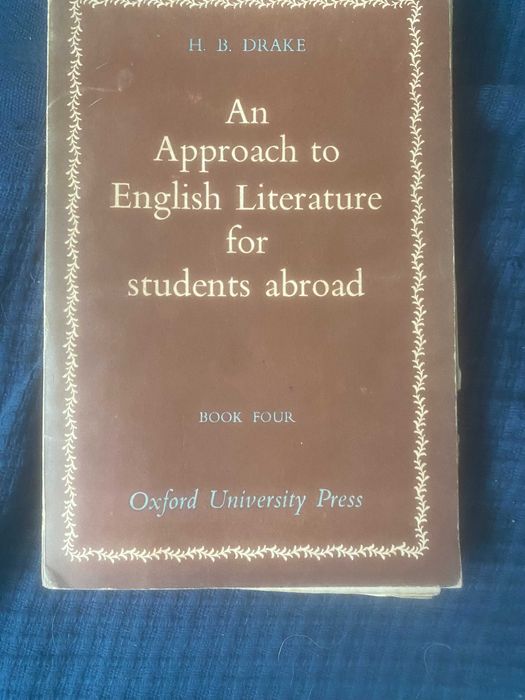 H. B. DRAKE
An
Approach to
English Literature
for
students abroad
BOOK FOUR
Oxford University Press